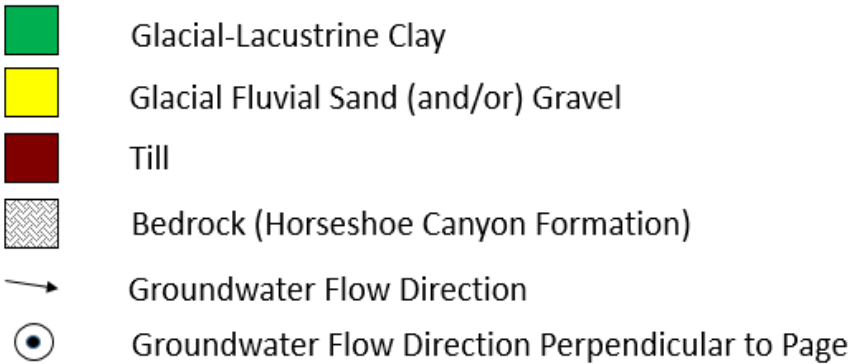 Glacial-Lacustrine Clay
Glacial Fluvial Sand (and/or) Gravel
Till
Bedrock (Horseshoe Canyon Formation)
Groundwater Flow Direction
Groundwater Flow Direction Perpendicular to Page